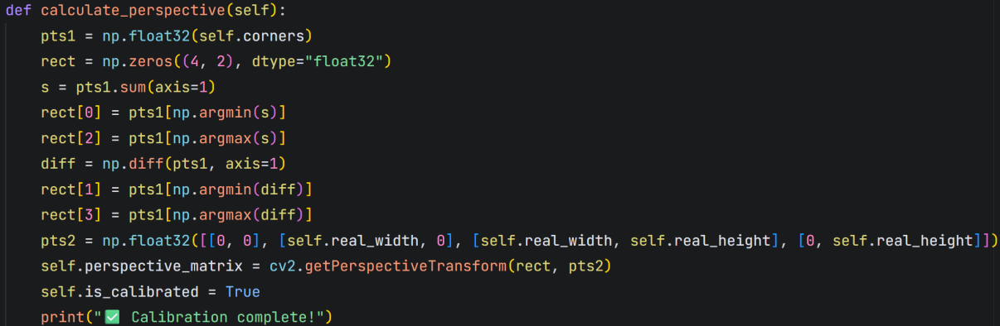 def calculate_perspective(self):
    pts1 = np.float32(self.corners)
    rect = np.zeros((4, 2), dtype="float32")
    s = pts1.sum(axis=1)
    rect[0] = pts1[np.argmin(s)]
    rect[2] = pts1[np.argmax(s)]
    diff = np.diff(pts1, axis=1)
    rect[1] = pts1[np.argmin(diff)]
    rect[3] = pts1[np.argmax(diff)]
    pts2 = np.float32([[0, 0], [self.real_width, 0], [self.real_width, self.real_height], [0, self.real_height]])
    self.perspective_matrix = cv2.getPerspectiveTransform(rect, pts2)
    self.is_calibrated = True
    print("✅ Calibration complete!")